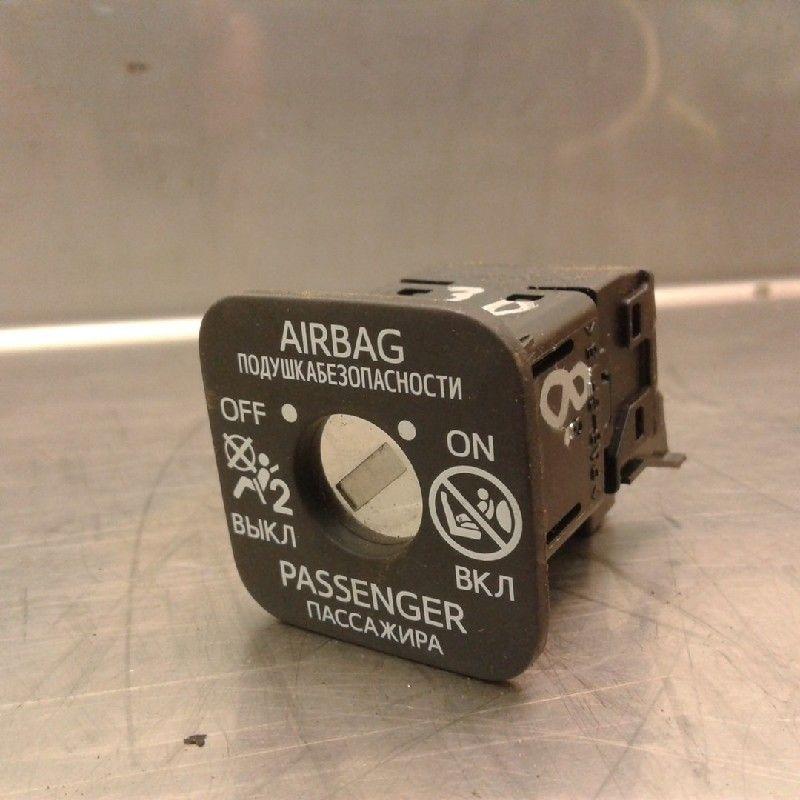 AIRBAG
ПОДУШКАБЕЗОПАСНОСТИ
OFF
ON
2
ВЫКЛ
ВКЛ
PASSENGER
ПАССАЖИРА